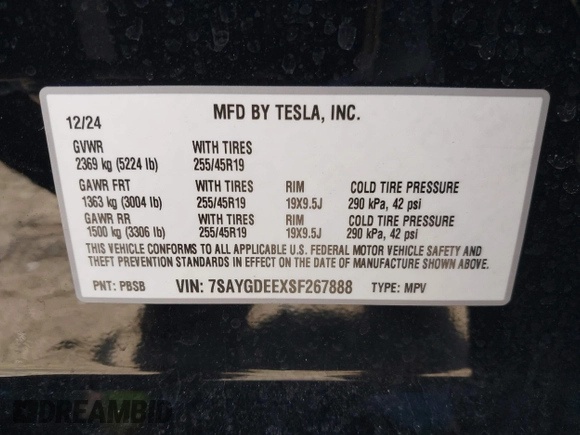 MFD BY TESLA, INC.
12/24
GVWR WITH TIRES
2369 kg (5224 lb) 255/45R19
GAWR FRT WITH TIRES RIM COLD TIRE PRESSURE
1363 kg (3004 lb) 255/45R19 19X9.5J 290 kPa, 42 psi
GAWR RR WITH TIRES RIM COLD TIRE PRESSURE
1500 kg (3306 lb) 255/45R19 19X9.5J 290 kPa, 42 psi
THIS VEHICLE CONFORMS TO ALL APPLICABLE U.S. FEDERAL MOTOR VEHICLE SAFETY AND
THEFT PREVENTION STANDARDS IN EFFECT ON THE DATE OF MANUFACTURE SHOWN ABOVE.
PNT: PBSB VIN: 7SAYGDEEXSF267888 TYPE: MPV
DREAMBID